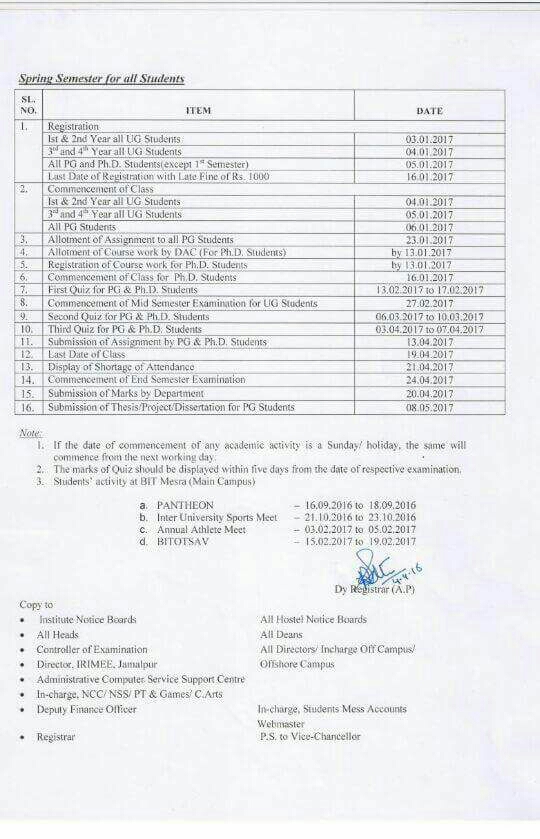 Spring Semester for all Students
SL. NO. ITEM DATE
1. Registration
Ist & 2nd Year all UG Students 03.01.2017
3rd and 4th Year all UG Students 04.01.2017
All PG and Ph.D. Students(except 1st Semester) 05.01.2017
Last Date of Registration with Late Fine of Rs. 1000 16.01.2017
2. Commencement of Class
Ist & 2nd Year all UG Students 04.01.2017
3rd and 4th Year all UG Students 05.01.2017
All PG Students 06.01.2017
3. Allotment of Assignment to all PG Students 23.01.2017
4. Allotment of Course work by DAC (For Ph.D. Students) by 13.01.2017
5. Registration of Course work for Ph.D. Students by 13.01.2017
6. Commencement of Class for Ph.D. Students 16.01.2017
7. First Quiz for PG & Ph.D. Students 13.02.2017 to 17.02.2017
8. Commencement of Mid Semester Examination for UG Students 27.02.2017
9. Second Quiz for PG & Ph.D. Students 06.03.2017 to 10.03.2017
10. Third Quiz for PG & Ph.D. Students 03.04.2017 to 07.04.2017
11. Submission of Assignment by PG & Ph.D. Students 13.04.2017
12. Last Date of Class 19.04.2017
13. Display of Shortage of Attendance 21.04.2017
14. Commencement of End Semester Examination 24.04.2017
15. Submission of Marks by Department 20.04.2017
16. Submission of Thesis/Project/Dissertation for PG Students 08.05.2017
Note:
1. If the date of commencement of any academic activity is a Sunday/ holiday, the same will
commence from the next working day.
2. The marks of Quiz should be displayed within five days from the date of respective examination.
3. Students' activity at BIT Mesra (Main Campus)
a. PANTHEON – 16.09.2016 to 18.09.2016
b. Inter University Sports Meet – 21.10.2016 to 23.10.2016
c. Annual Athlete Meet – 03.02.2017 to 05.02.2017
d. BITOTSAV – 15.02.2017 to 19.02.2017
4.4.16
Dy Registrar (A.P)
Copy to
• Institute Notice Boards All Hostel Notice Boards
• All Heads All Deans
• Controller of Examination All Directors/ Incharge Off Campus/
• Director, IRIMEE, Jamalpur Offshore Campus
• Administrative Computer Service Support Centre
• In-charge, NCC/ NSS/ PT & Games/ C.Arts
• Deputy Finance Officer In-charge, Students Mess Accounts
Webmaster
• Registrar P.S. to Vice-Chancellor